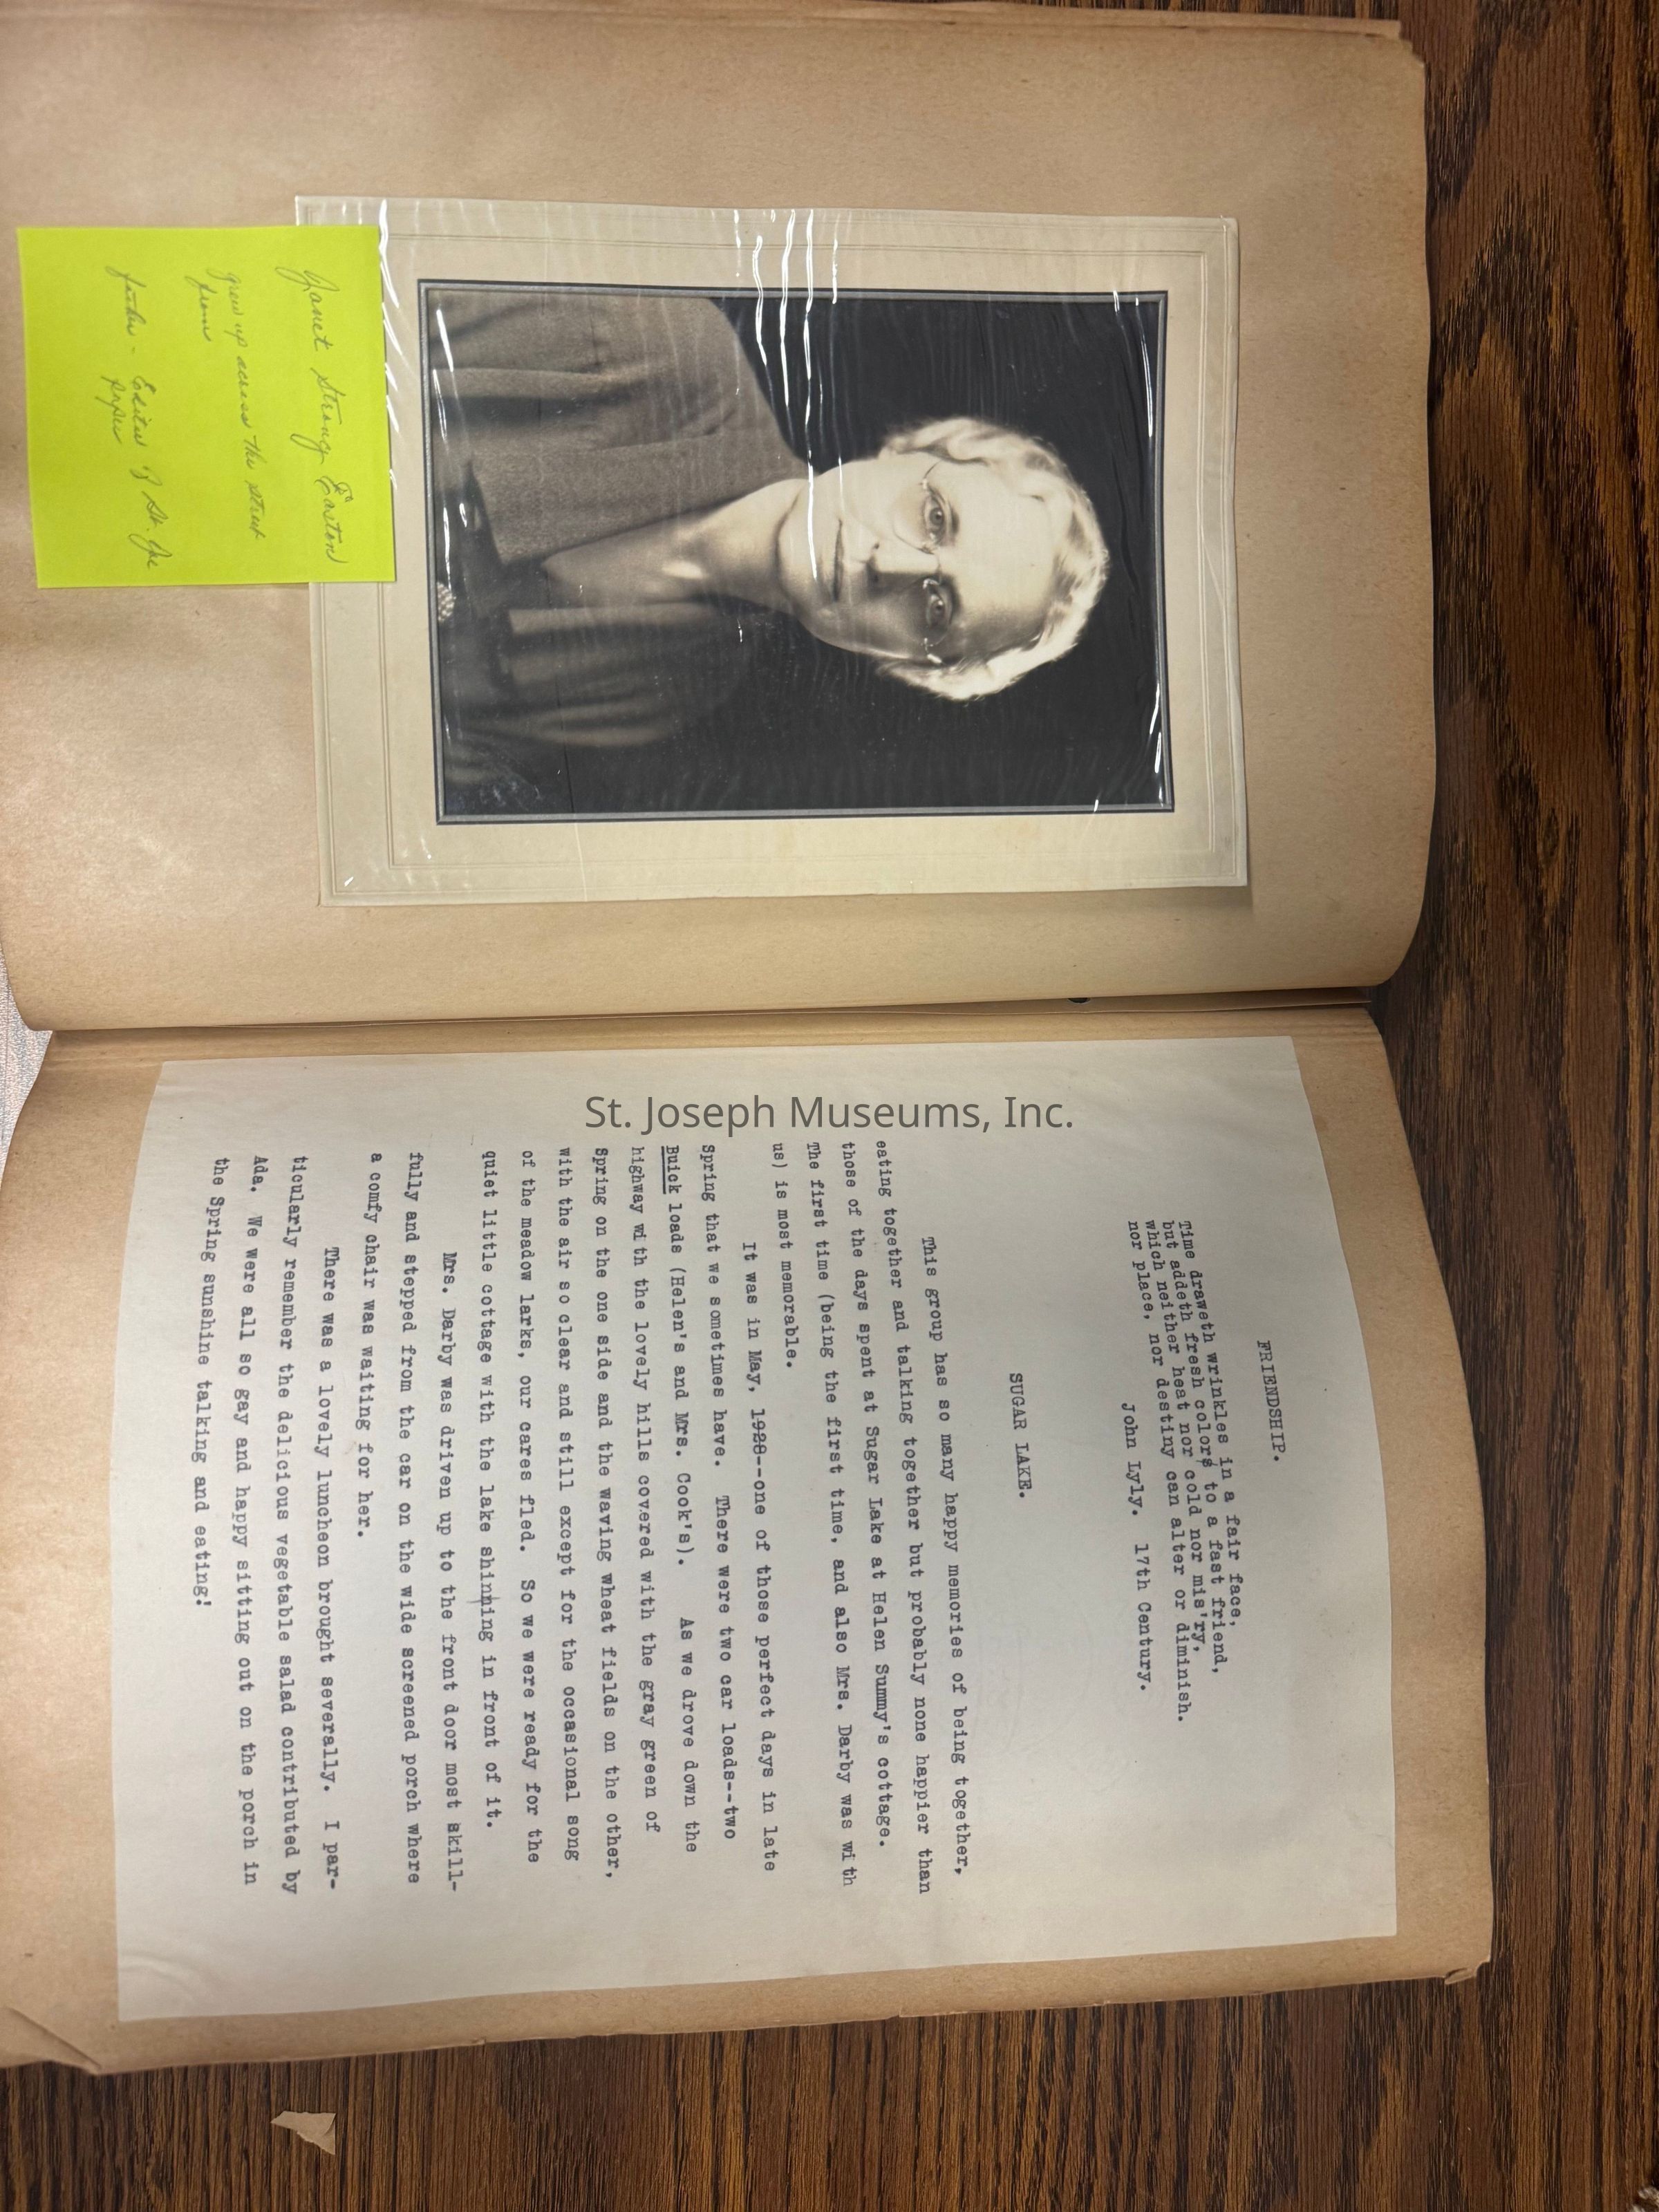 Janet Strong Easton
grew up across the street
from
father - Editor of St. Joe
paper
St. Joseph Museums, Inc.
FRIENDSHIP.
Time draweth wrinkles in a fair face,
but addeth fresh colors to a fast friend,
which neither heat nor cold nor mis'ry,
nor place, nor destiny can alter or diminish.
John Lyly. 17th Century.
SUGAR LAKE.
This group has so many happy memories of being together,
eating together and talking together but probably none happier than
those of the days spent at Sugar Lake at Helen Summy's cottage.
The first time (being the first time, and also Mrs. Darby was with
us) is most memorable.
It was in May, 1928--one of those perfect days in late
Spring that we sometimes have. There were two car loads--two
Buick loads (Helen's and Mrs. Cook's). As we drove down the
highway with the lovely hills covered with the gray green of
Spring on the one side and the waving wheat fields on the other,
with the air so clear and still except for the occasional song
of the meadow larks, our cares fled. So we were ready for the
quiet little cottage with the lake shinning in front of it.
Mrs. Darby was driven up to the front door most skill-
fully and stepped from the car on the wide screened porch where
a comfy chair was waiting for her.
There was a lovely luncheon brought severally. I par-
ticularly remember the delicious vegetable salad contributed by
Ada. We were all so gay and happy sitting out on the porch in
the Spring sunshine talking and eating!